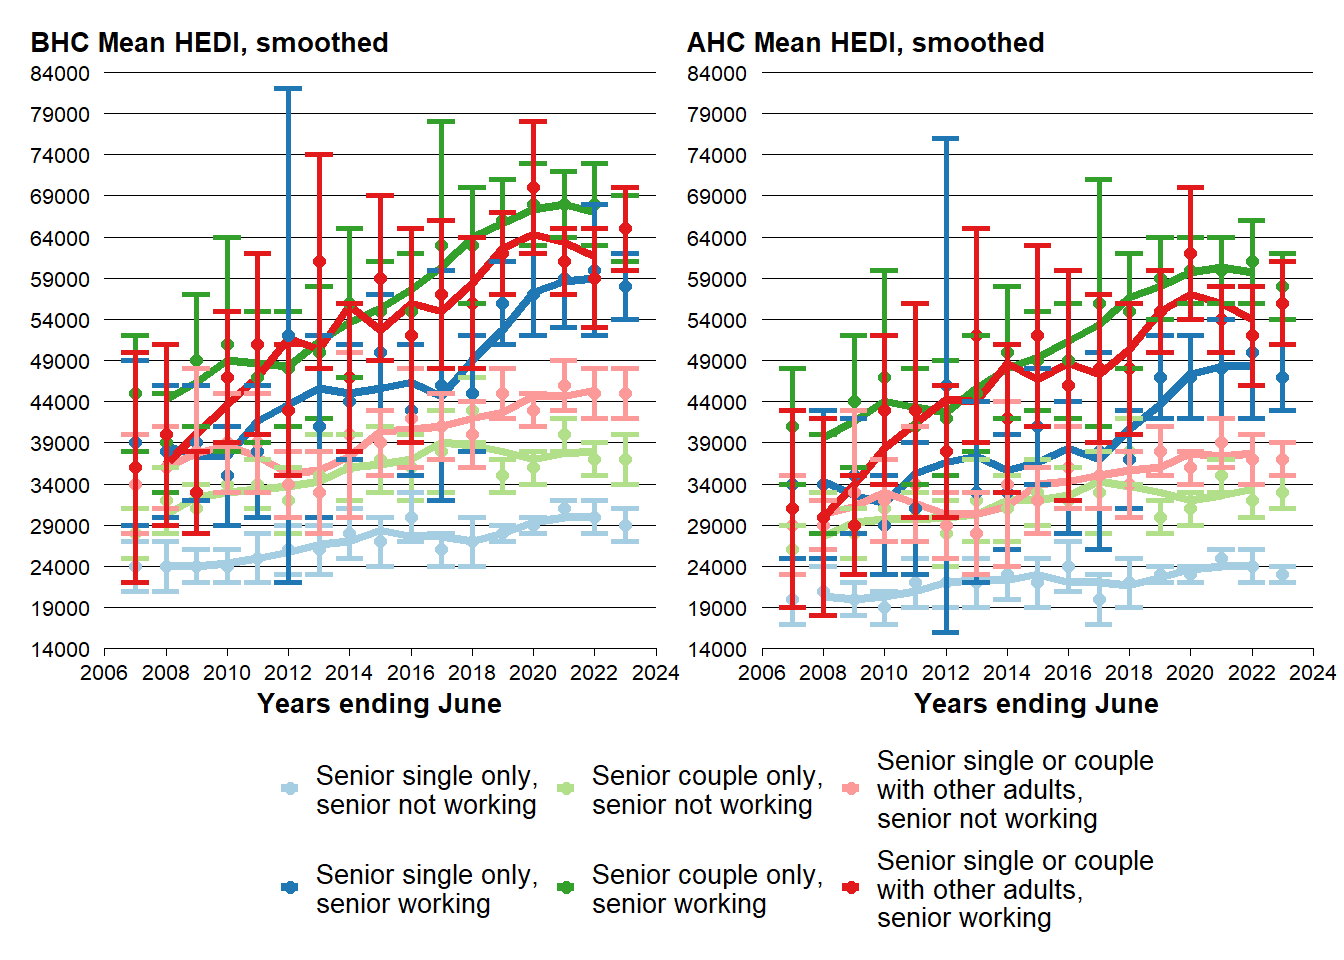 BHC Mean HEDI, smoothed
84000
79000
74000
69000
64000
59000
54000
49000
44000
39000
34000
29000
24000
19000
14000
2006 2008 2010 2012 2014 2016 2018 2020 2022 2024
Years ending June
AHC Mean HEDI, smoothed
84000
79000
74000
69000
64000
59000
54000
49000
44000
39000
34000
29000
24000
19000
14000
2006 2008 2010 2012 2014 2016 2018 2020 2022 2024
Years ending June
Senior single only,
senior not working
Senior couple only,
senior not working
Senior single or couple
with other adults,
senior not working
Senior single only,
senior working
Senior couple only,
senior working
Senior single or couple
with other adults,
senior working